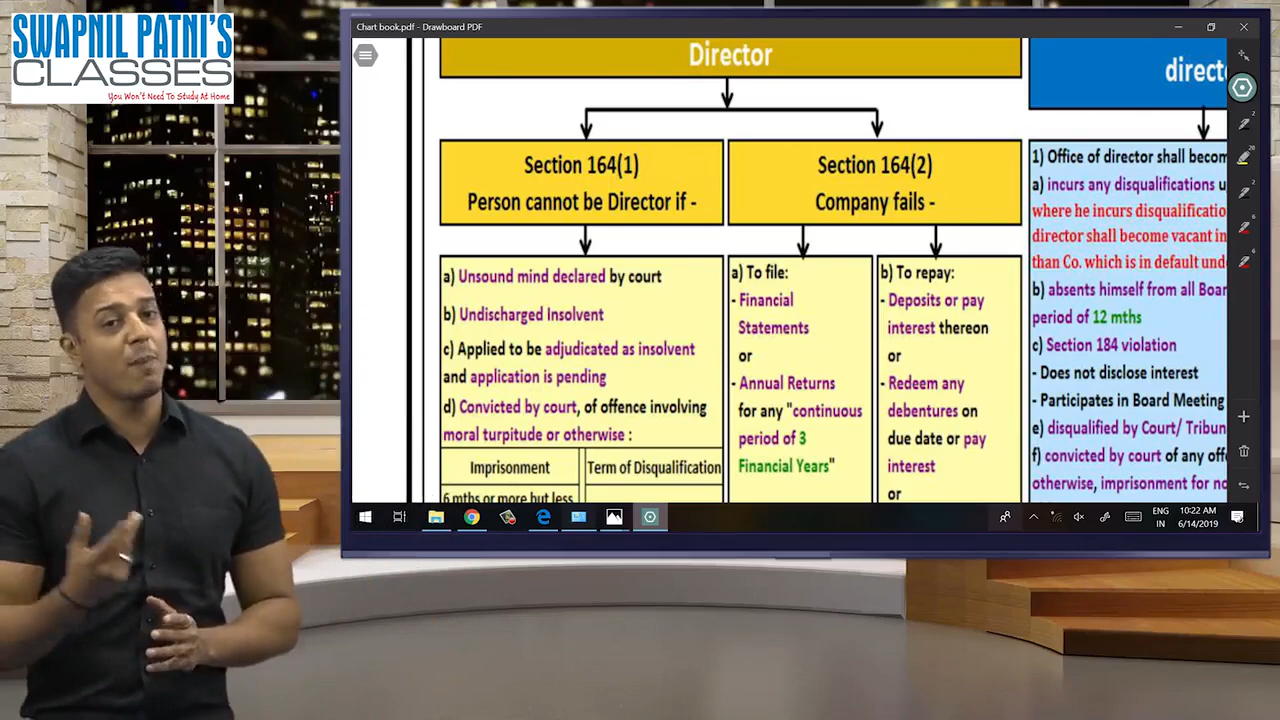 SWAPNIL PATNI'S
CLASSES
You Won't Need To Study At Home
Chart book.pdf - Drawboard PDF
Director
Section 164(1)
Person cannot be Director if -
a) Unsound mind declared by court
b) Undischarged Insolvent
c) Applied to be adjudicated as insolvent
and application is pending
d) Convicted by court, of offence involving
moral turpitude or otherwise :
Imprisonment
Term of Disqualification
6 mths or more but less
Section 164(2)
Company fails -
a) To file:
- Financial
Statements
or
- Annual Returns
for any "continuous
period of 3
Financial Years"
b) To repay:
- Deposits or pay
interest thereon
or
- Redeem any
debentures on
due date or pay
interest
or
1) Office of director shall
a) incurs any disqualifications
where he incurs
director shall become vacant in
than Co. which is in default
b) absents himself from all
period of 12 mths
c) Section 184 violation
- Does not disclose interest
- Participates in Board Meeting
e) disqualified by Court/
f) convicted by court of any
otherwise, imprisonment for
ENG
IN
10:22 AM
6/14/2019